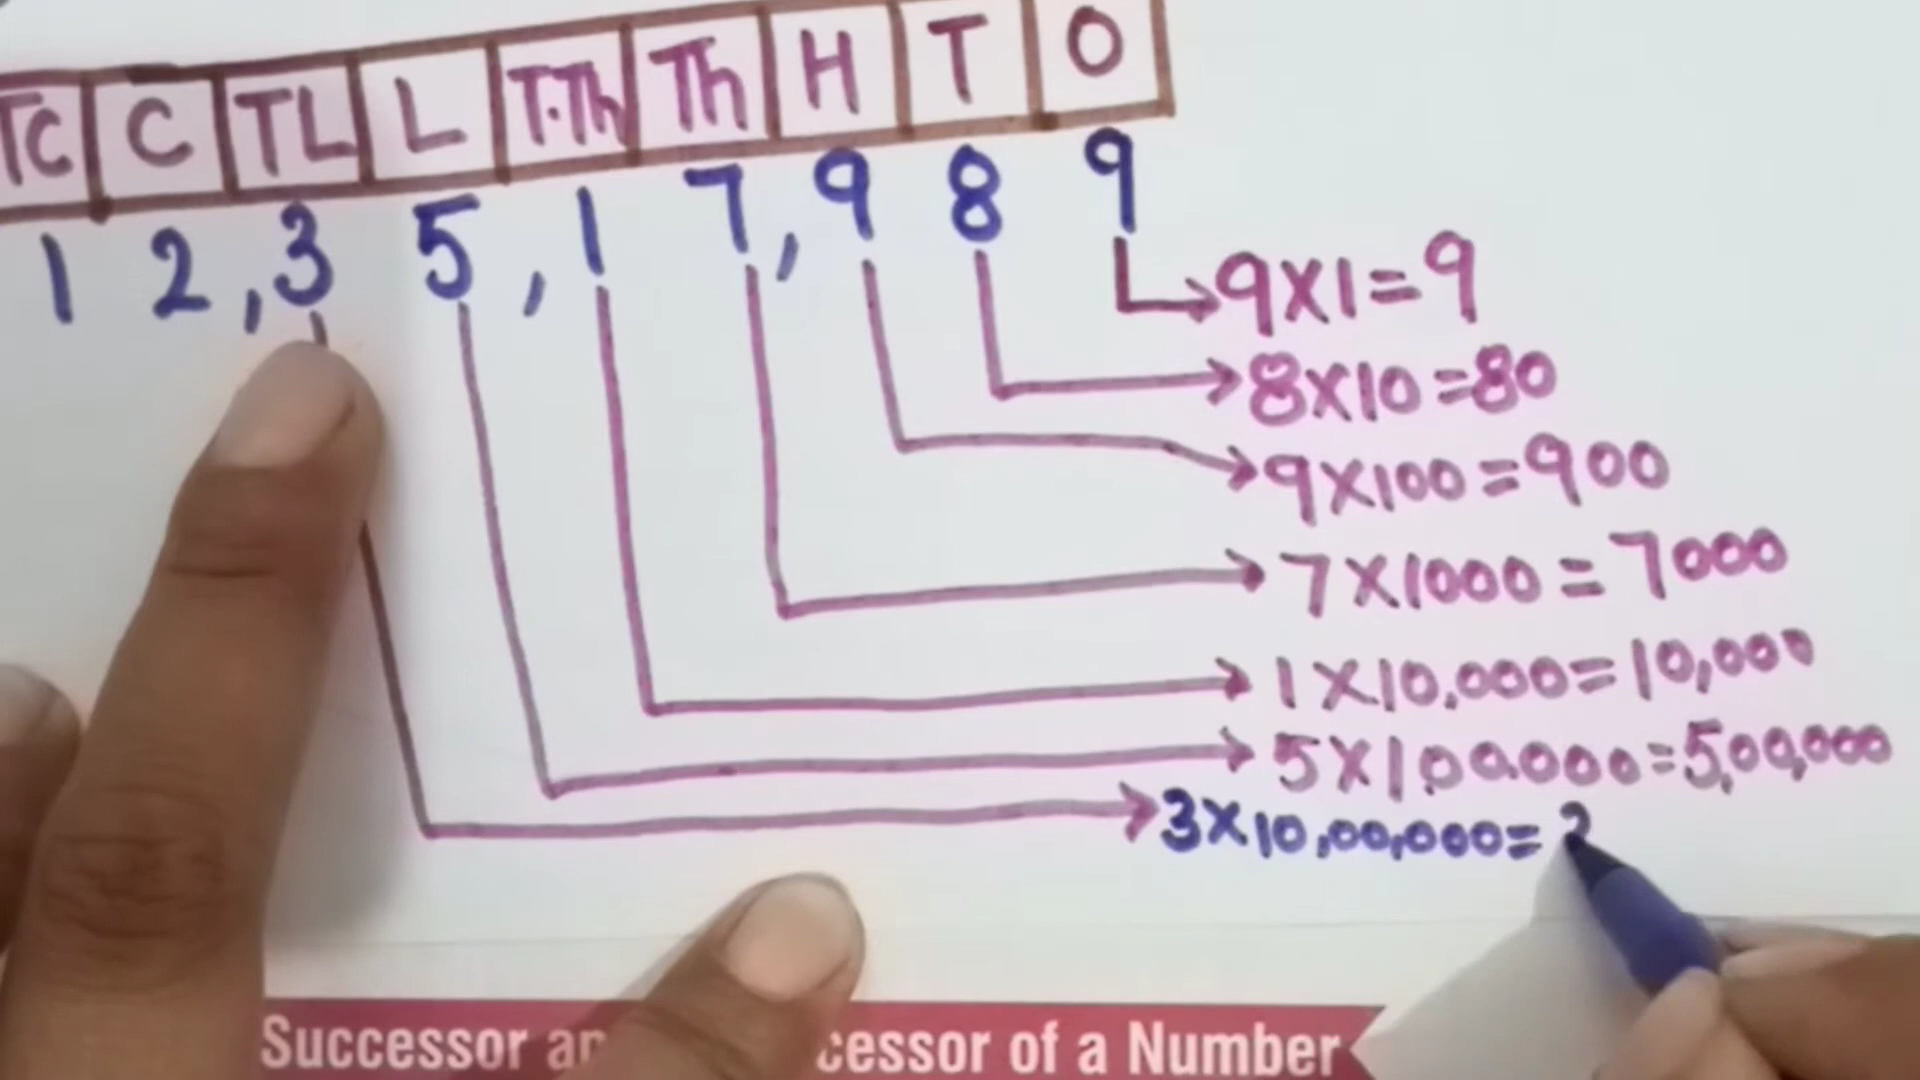 TC C TL L T.Th Th H T O
1 2,3 5,1 7,9 8 9
9X1=9
8X10=80
9X100=900
7X1000=7000
1X10,000=10,000
5X1,00,000=5,00,000
3X10,00,000=
Successor
cessor of a Number